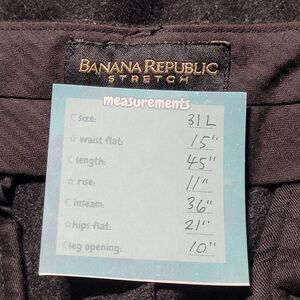 BANANA REPUBLIC
STRETCH
measurements
size: 31 L
waist flat: 15"
length: 45"
rise: 11"
inseam: 36"
hips flat: 21"
leg opening: 10"